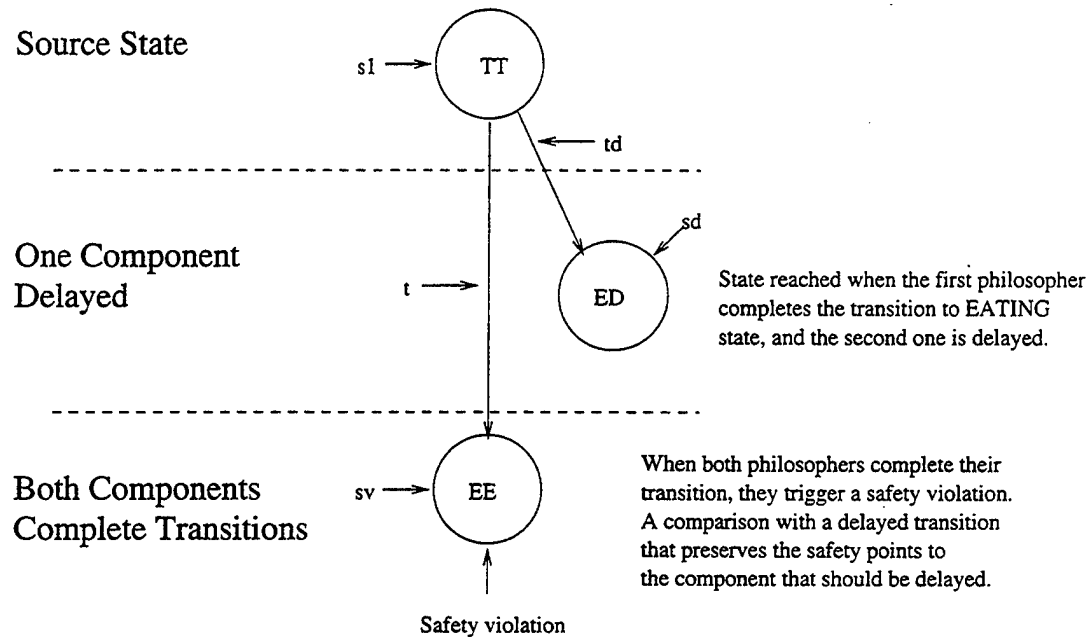 Source State
s1
TT
td
One Component
Delayed
sd
t
ED
State reached when the first philosopher
completes the transition to EATING
state, and the second one is delayed.
Both Components
Complete Transitions
sv
EE
When both philosophers complete their
transition, they trigger a safety violation.
A comparison with a delayed transition
that preserves the safety points to
the component that should be delayed.
Safety violation